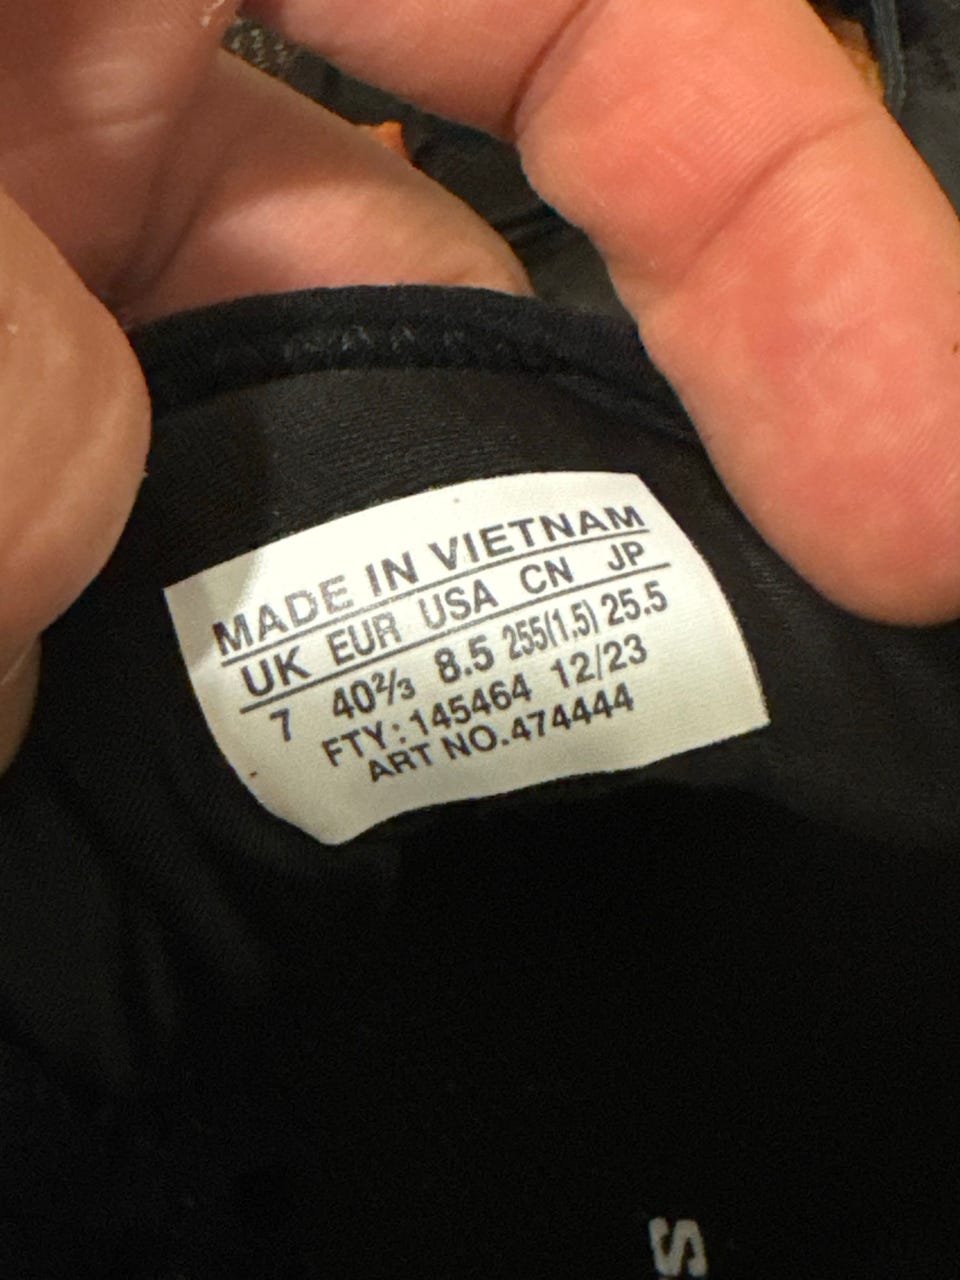 MADE IN VIETNAM
UK EUR USA CN JP
7 40⅔ 8.5 255(1.5) 25.5
FTY: 145464 12/23
ART NO.474444
S